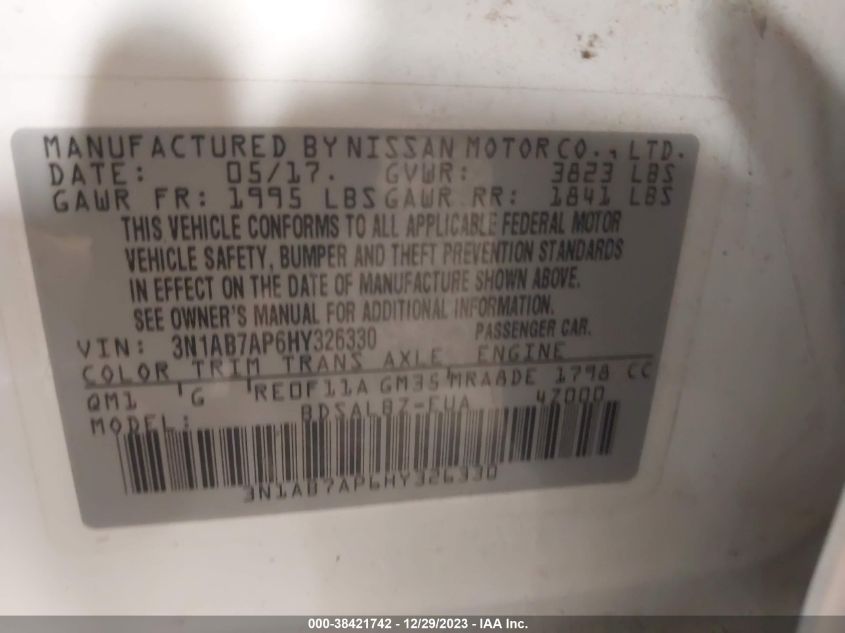 MANUFACTURED BY NISSAN MOTOR CO., LTD.
DATE: 05/17. GVWR: 3823 LBS
GAWR FR: 1995 LBS GAWR RR: 1841 LBS
THIS VEHICLE CONFORMS TO ALL APPLICABLE FEDERAL MOTOR
VEHICLE SAFETY, BUMPER AND THEFT PREVENTION STANDARDS
IN EFFECT ON THE DATE OF MANUFACTURE SHOWN ABOVE.
SEE OWNER'S MANUAL FOR ADDITIONAL INFORMATION.
VIN: 3N1AB7AP6HY326330 PASSENGER CAR.
COLOR TRIM TRANS AXLE ENGINE
QM1 G RE0F11A GM35 MRA8DE 1798 CC
MODEL: BDSALBZ-EUA 4Z000
3N1AB7AP6HY326330
000-38421742 - 12/29/2023 - IAA Inc.